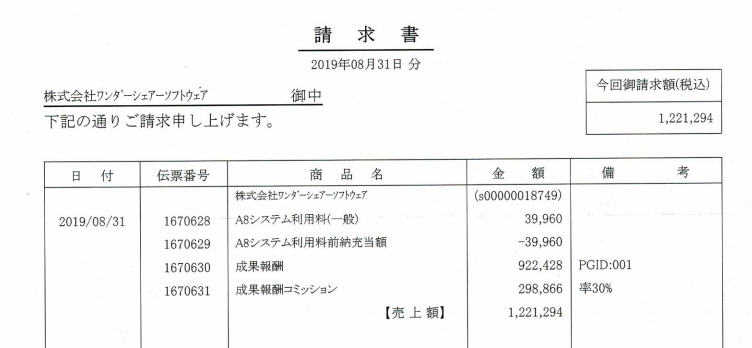 請求書
2019年08月31日 分
株式会社ﾜﾝﾀﾞｰｼｪｱｰｿﾌﾄｳｪｱ 御中
今回御請求額(税込)
1,221,294
下記の通りご請求申し上げます。
日付 伝票番号 商品名 金額 備考
株式会社ﾜﾝﾀﾞｰｼｪｱｰｿﾌﾄｳｪｱ (s00000018749)
2019/08/31 1670628 A8システム利用料(一般) 39,960
1670629 A8システム利用料前納充当額 -39,960
1670630 成果報酬 922,428 PGID:001
1670631 成果報酬コミッション 298,866 率30%
【売上額】 1,221,294